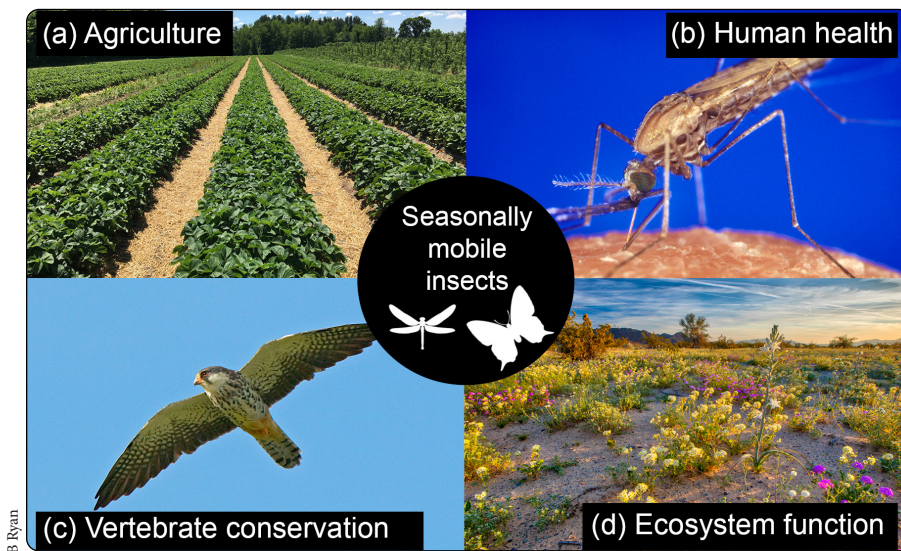 (a) Agriculture
(b) Human health
Seasonally
mobile
insects
(c) Vertebrate conservation
(d) Ecosystem function
B Ryan